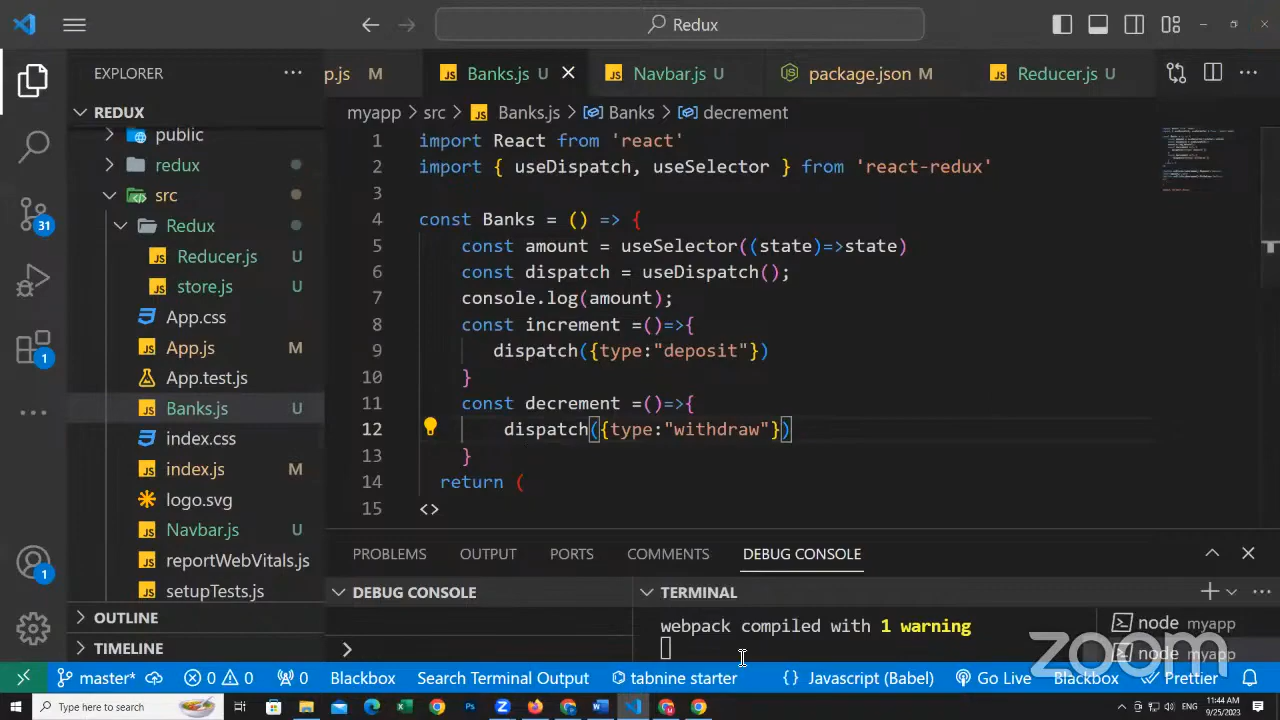 Redux
EXPLORER
p.js M
Banks.js U
Navbar.js U
package.json M
Reducer.js U
REDUX
public
redux
src
Redux
Reducer.js U
store.js U
App.css
App.js M
App.test.js
Banks.js U
index.css
index.js M
logo.svg
Navbar.js U
reportWebVitals.js
setupTests.js
OUTLINE
TIMELINE
31
1
1
myapp > src > Banks.js > Banks > decrement
1 import React from 'react'
2 import { useDispatch, useSelector } from 'react-redux'
3
4 const Banks = () => {
5 const amount = useSelector((state)=>state)
6 const dispatch = useDispatch();
7 console.log(amount);
8 const increment =()=>{
9 dispatch({type:"deposit"})
10 }
11 const decrement =()=>{
12 dispatch({type:"withdraw"})
13 }
14 return (
15 <>
PROBLEMS OUTPUT PORTS COMMENTS DEBUG CONSOLE
DEBUG CONSOLE
TERMINAL
webpack compiled with 1 warning
node myapp
node myapp
zoom
master* 0 0 0 Blackbox Search Terminal Output tabnine starter {} Javascript (Babel) Go Live Blackbox Prettier
Type here to search
11:44 AM
9/25/2023